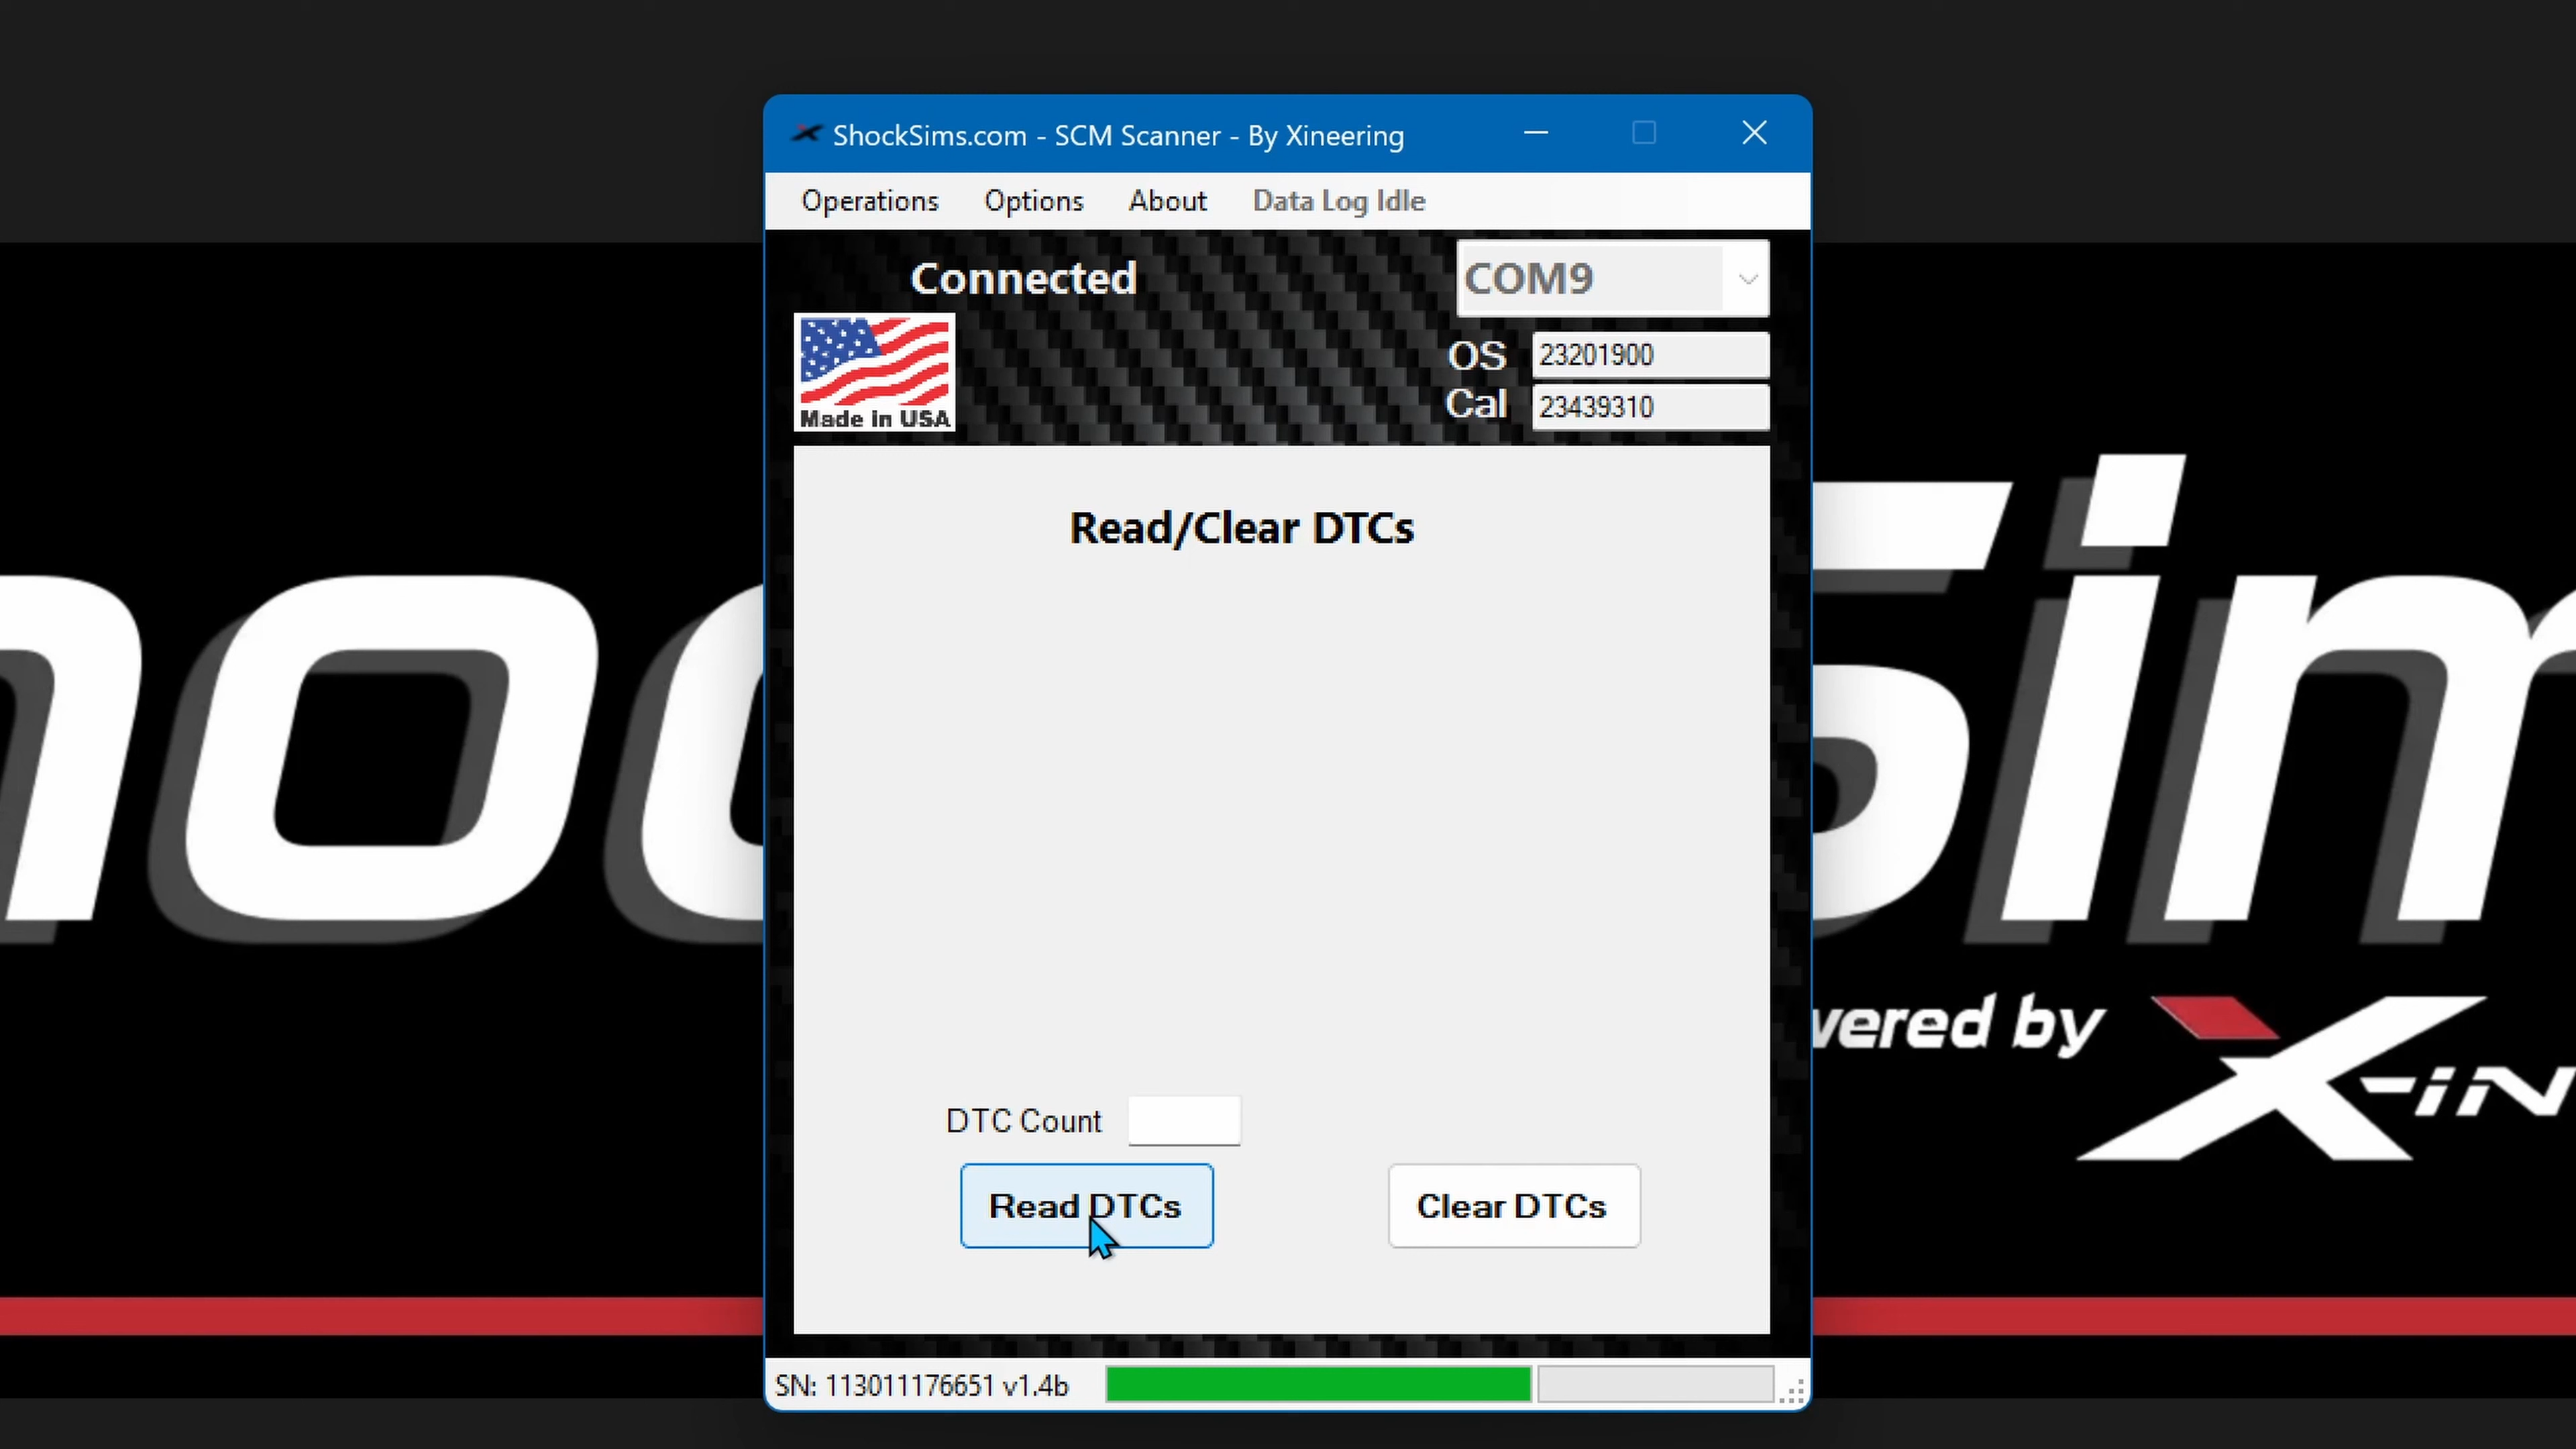 ShockSims.com - SCM Scanner - By Xineering
Operations Options About Data Log Idle
Connected
COM9
Made in USA
OS 23201900
Cal 23439310
Read/Clear DTCs
DTC Count
Read DTCs
Clear DTCs
SN: 113011176651 v1.4b
Sim
by